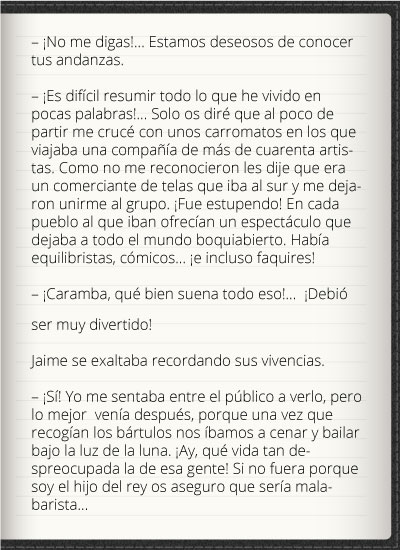 – ¡No me digas!... Estamos deseosos de conocer
tus andanzas.
– ¡Es difícil resumir todo lo que he vivido en
pocas palabras!... Solo os diré que al poco de
partir me crucé con unos carromatos en los que
viajaba una compañía de más de cuarenta artis-
tas. Como no me reconocieron les dije que era
un comerciante de telas que iba al sur y me deja-
ron unirme al grupo. ¡Fue estupendo! En cada
pueblo al que iban ofrecían un espectáculo que
dejaba a todo el mundo boquiabierto. Había
equilibristas, cómicos... ¡e incluso faquires!
– ¡Caramba, qué bien suena todo eso!...  ¡Debió
ser muy divertido!
Jaime se exaltaba recordando sus vivencias.
– ¡Sí! Yo me sentaba entre el público a verlo, pero
lo mejor  venía después, porque una vez que
recogían los bártulos nos íbamos a cenar y bailar
bajo la luz de la luna. ¡Ay, qué vida tan de-
spreocupada la de esa gente! Si no fuera porque
soy el hijo del rey os aseguro que sería mala-
barista...